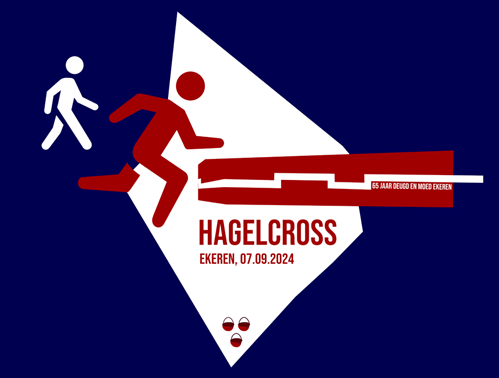 65 JAAR DEUGD EN MOED EKEREN
HAGELCROSS
EKEREN, 07.09.2024